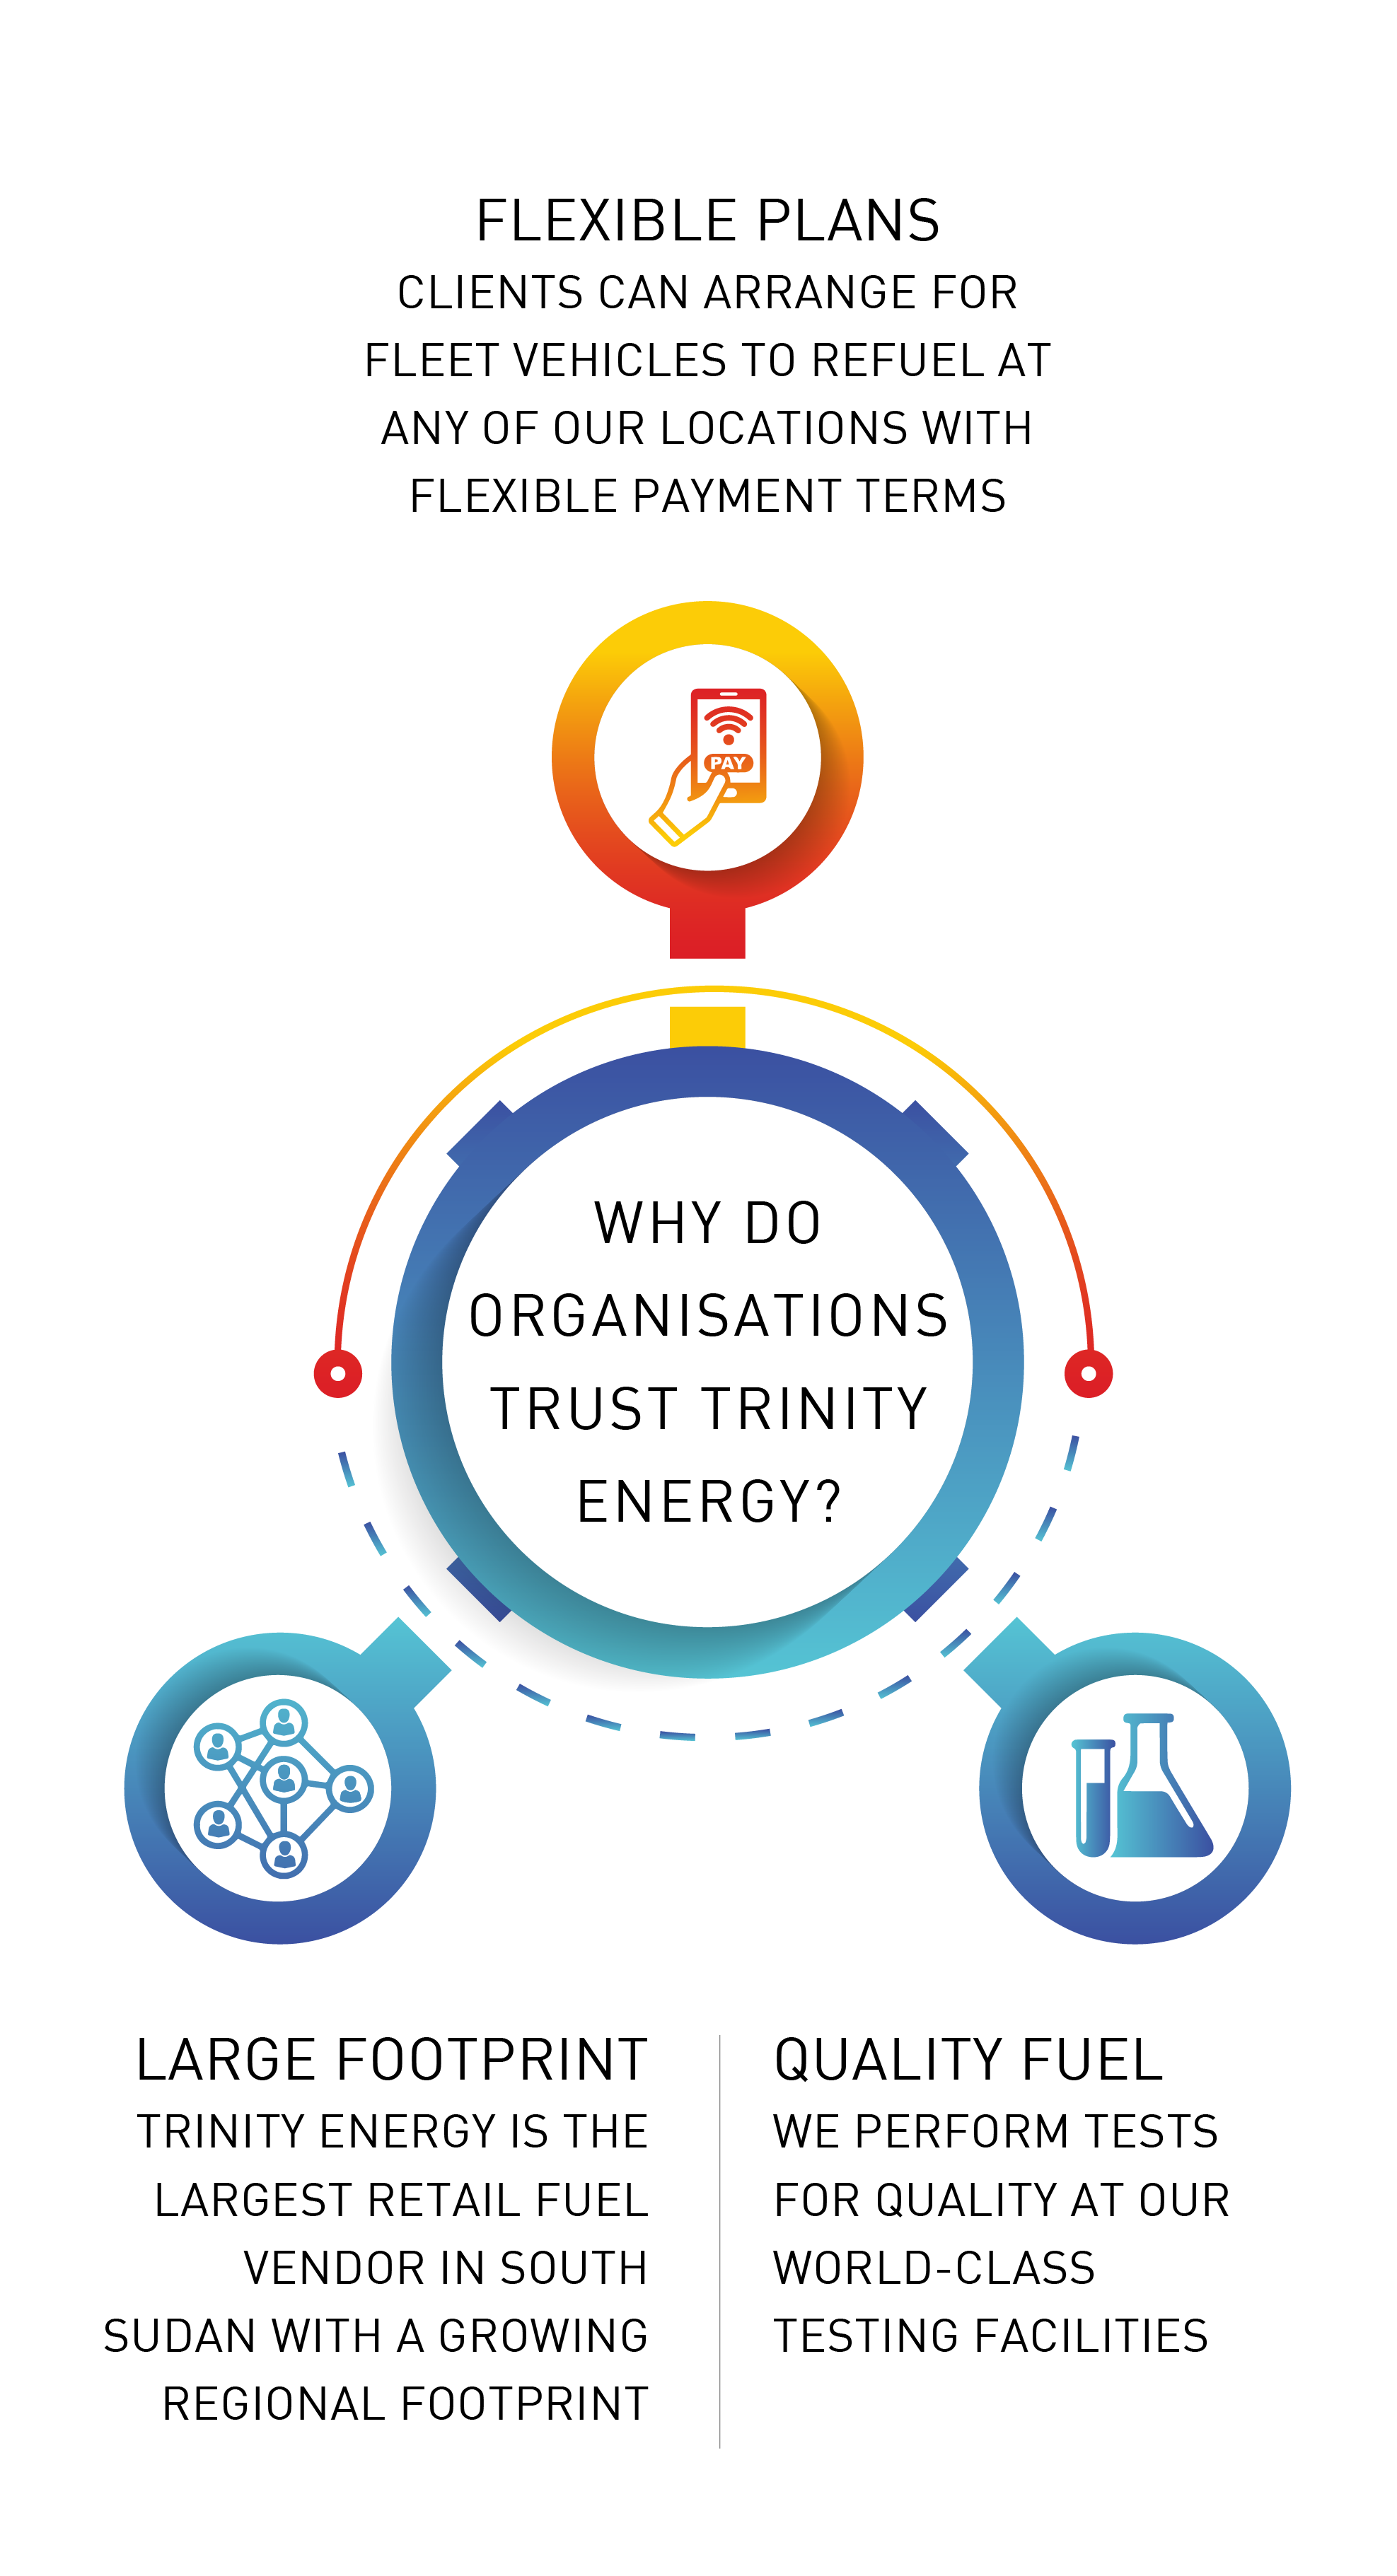 FLEXIBLE PLANS
CLIENTS CAN ARRANGE FOR
FLEET VEHICLES TO REFUEL AT
ANY OF OUR LOCATIONS WITH
FLEXIBLE PAYMENT TERMS
PAY
WHY DO
ORGANISATIONS
TRUST TRINITY
ENERGY?
LARGE FOOTPRINT
TRINITY ENERGY IS THE
LARGEST RETAIL FUEL
VENDOR IN SOUTH
SUDAN WITH A GROWING
REGIONAL FOOTPRINT
QUALITY FUEL
WE PERFORM TESTS
FOR QUALITY AT OUR
WORLD-CLASS
TESTING FACILITIES